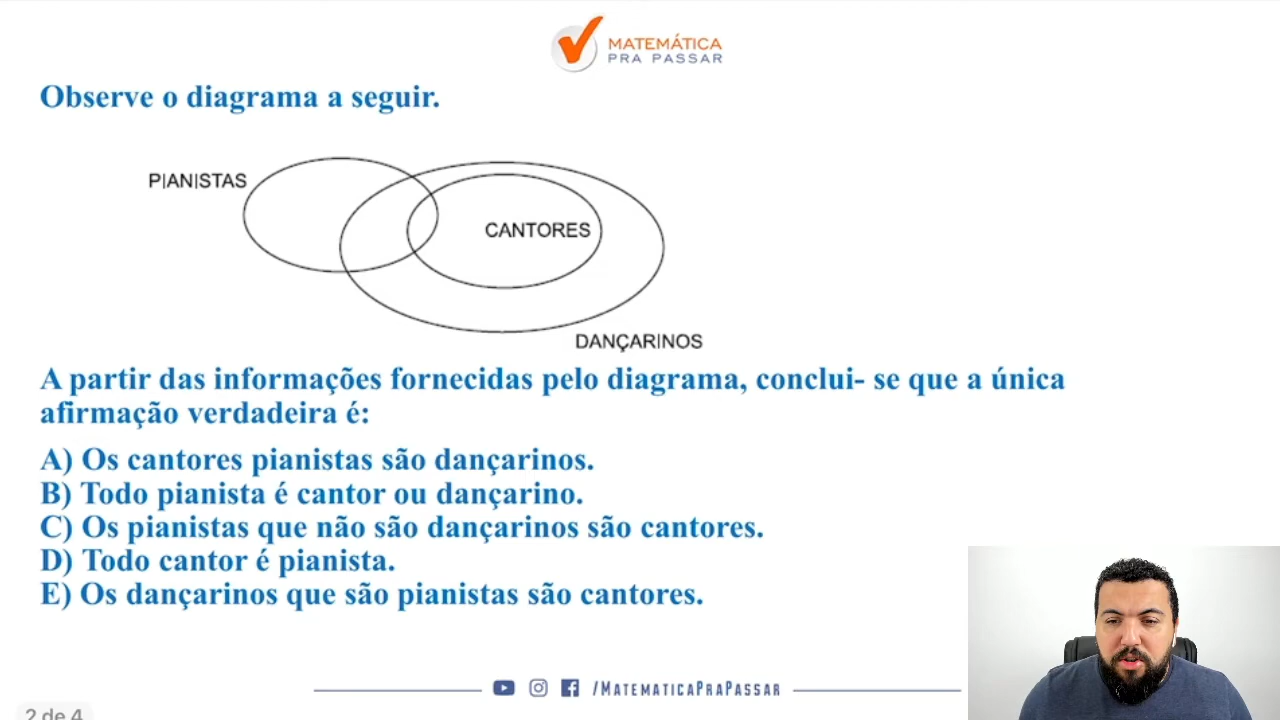 MATEMÁTICA
PRA PASSAR
Observe o diagrama a seguir.
PIANISTAS
CANTORES
DANÇARINOS
A partir das informações fornecidas pelo diagrama, conclui- se que a única
afirmação verdadeira é:
A) Os cantores pianistas são dançarinos.
B) Todo pianista é cantor ou dançarino.
C) Os pianistas que não são dançarinos são cantores.
D) Todo cantor é pianista.
E) Os dançarinos que são pianistas são cantores.
/MATEMATICAPRAPASSAR
2 de 4